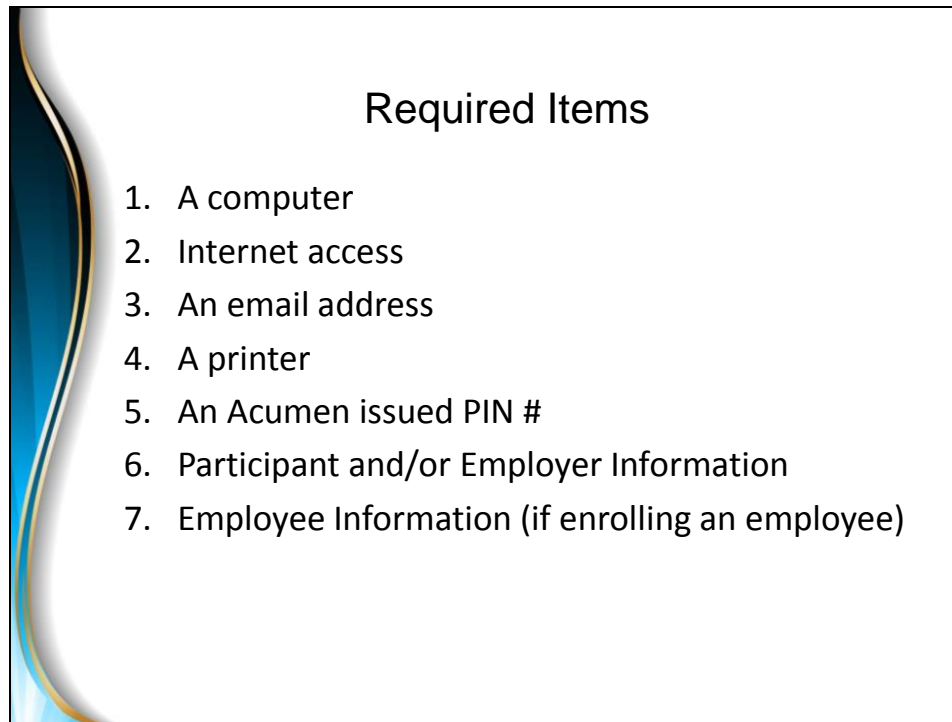 Required Items
1. A computer
2. Internet access
3. An email address
4. A printer
5. An Acumen issued PIN #
6. Participant and/or Employer Information
7. Employee Information (if enrolling an employee)